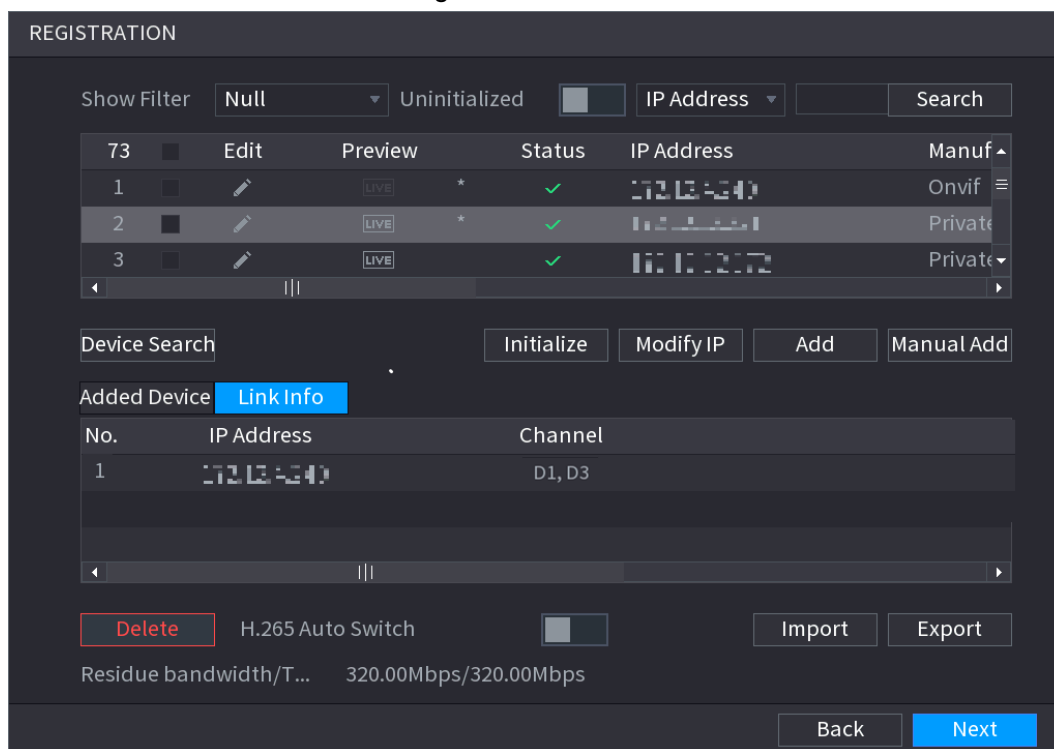 REGISTRATION
Show Filter Null Uninitialized IP Address Search
73 Edit Preview Status IP Address Manuf
1 LIVE * Onvif
2 LIVE * Private
3 LIVE Private
Device Search Initialize Modify IP Add Manual Add
Added Device Link Info
No. IP Address Channel
1 D1, D3
Delete H.265 Auto Switch Import Export
Residue bandwidth/T... 320.00Mbps/320.00Mbps
Back Next